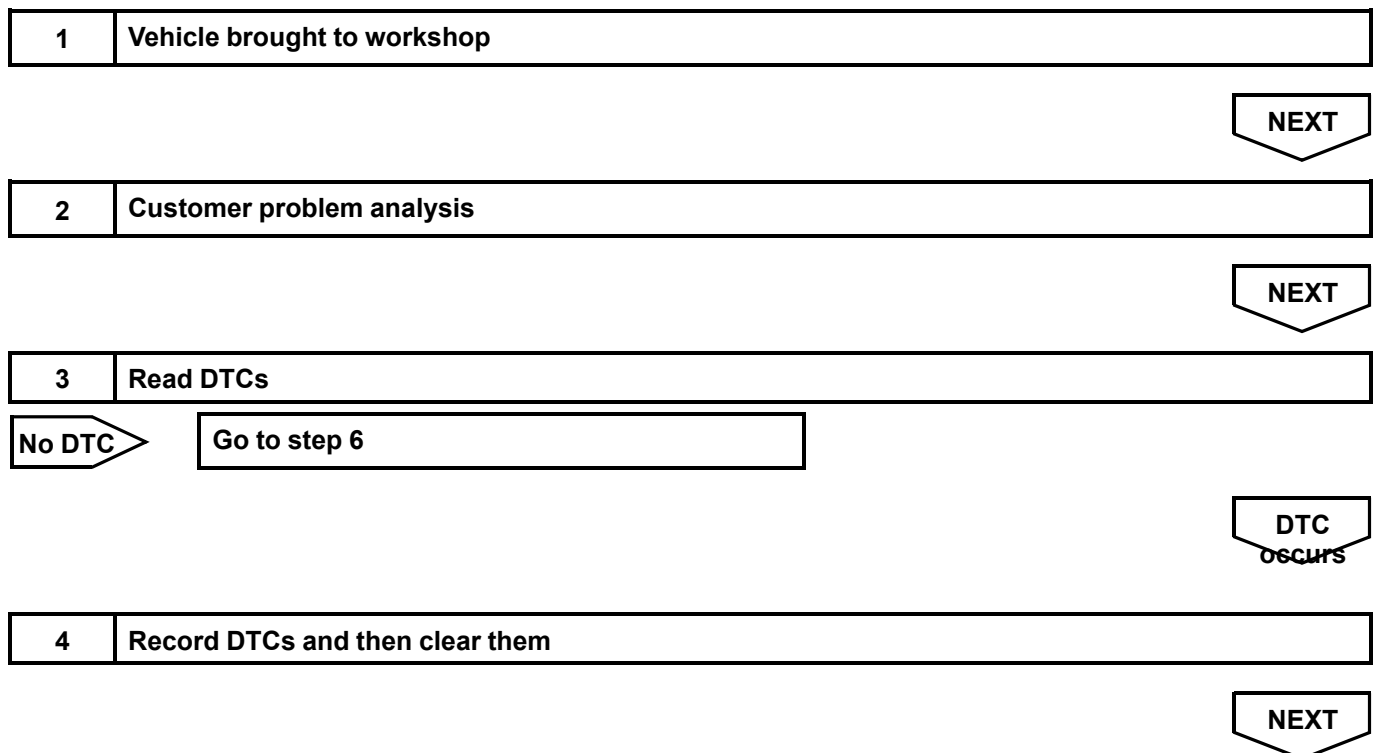 1 Vehicle brought to workshop
NEXT
2 Customer problem analysis
NEXT
3 Read DTCs
No DTC Go to step 6
DTC
occurs
4 Record DTCs and then clear them
NEXT